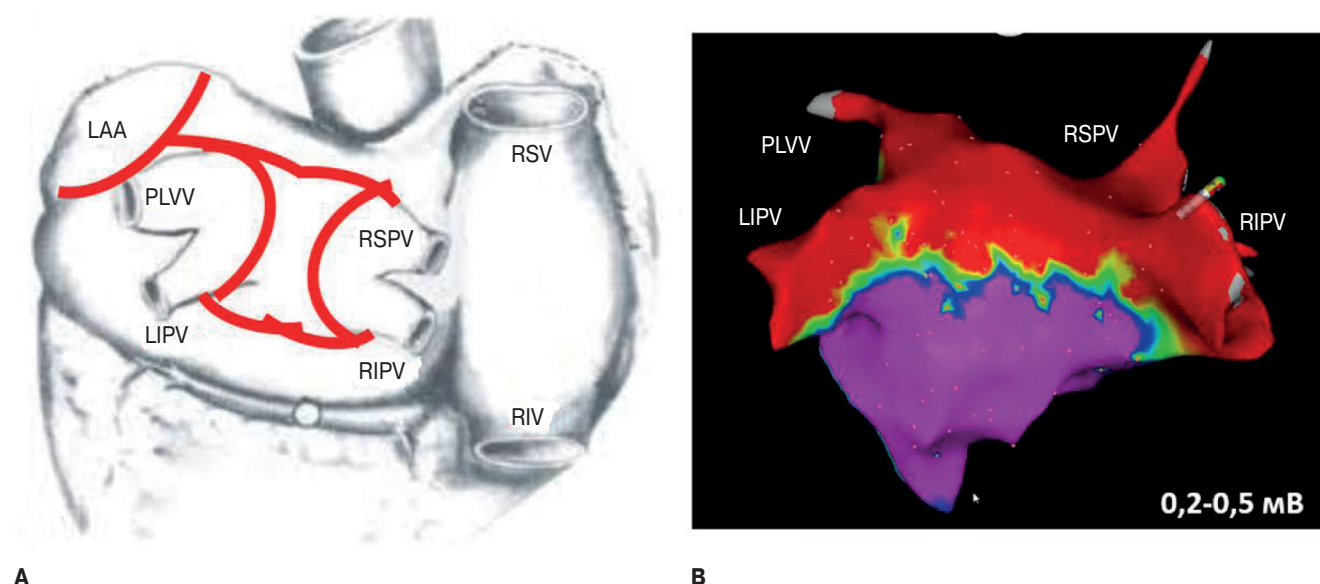 LAA
PLVV
LIPV
RSPV
RIPV
RSV
RIV
A
PLVV
RSPV
LIPV
RIPV
0,2-0,5 мВ
B